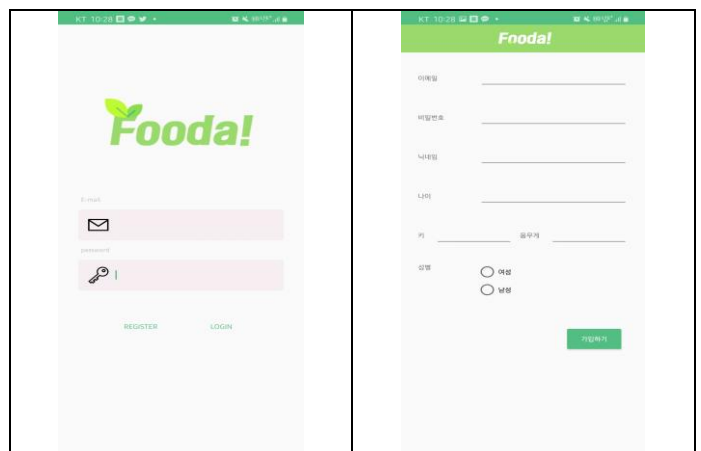 KT 10:28
Fooda!
E-mail
password
REGISTER
LOGIN
KT 10:28
Fooda!
이메일
비밀번호
닉네임
나이
키
몸무게
성별
여성
남성
가입하기